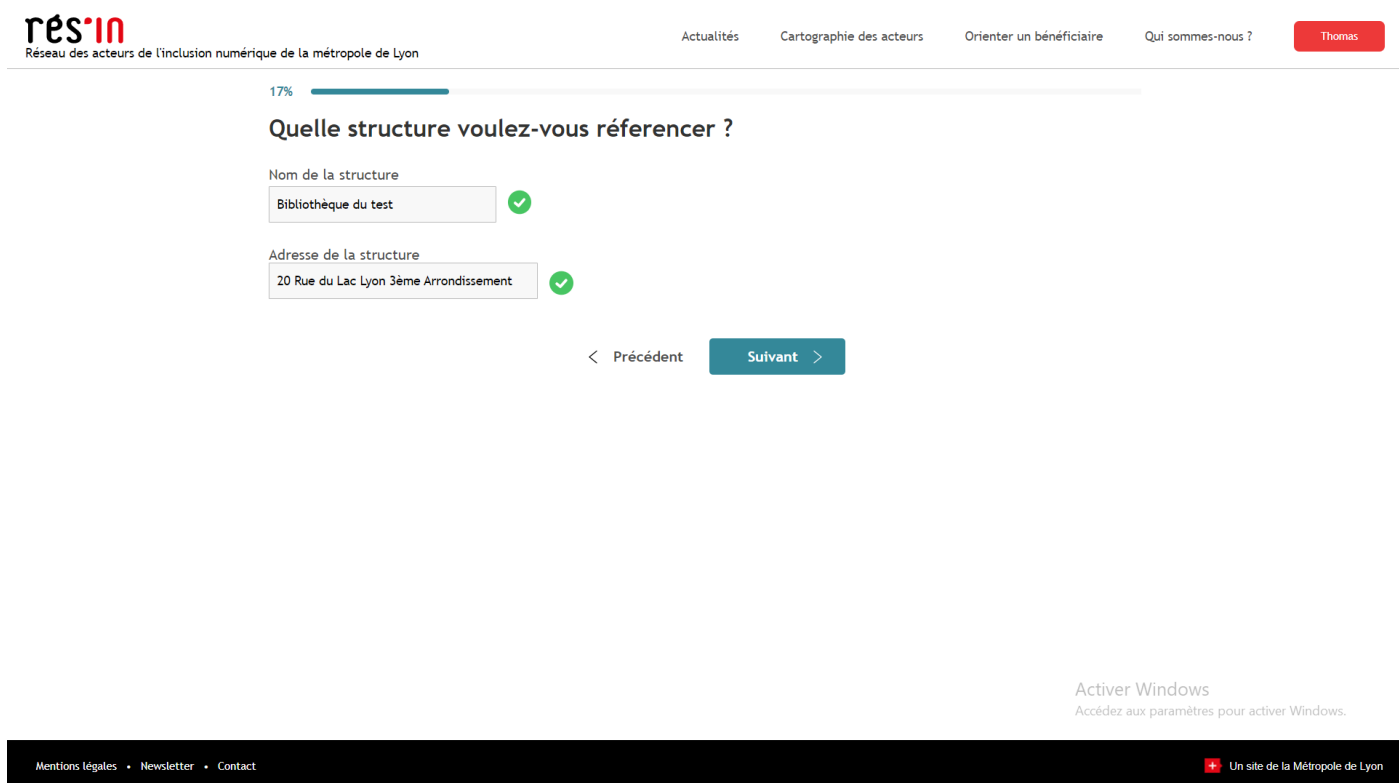 rés·in
Réseau des acteurs de l'inclusion numérique de la métropole de Lyon
Actualités Cartographie des acteurs Orienter un bénéficiaire Qui sommes-nous ? Thomas
17%
Quelle structure voulez-vous réferencer ?
Nom de la structure
Bibliothèque du test
Adresse de la structure
20 Rue du Lac Lyon 3ème Arrondissement
< Précédent Suivant >
Activer Windows
Accédez aux paramètres pour activer Windows.
Mentions légales • Newsletter • Contact Un site de la Métropole de Lyon